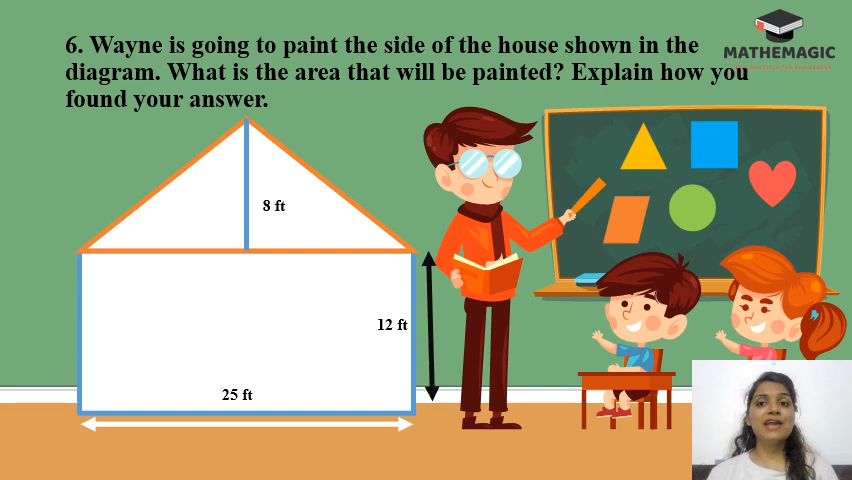 6. Wayne is going to paint the side of the house shown in the
diagram. What is the area that will be painted? Explain how you
found your answer.
MATHEMAGIC
8 ft
12 ft
25 ft